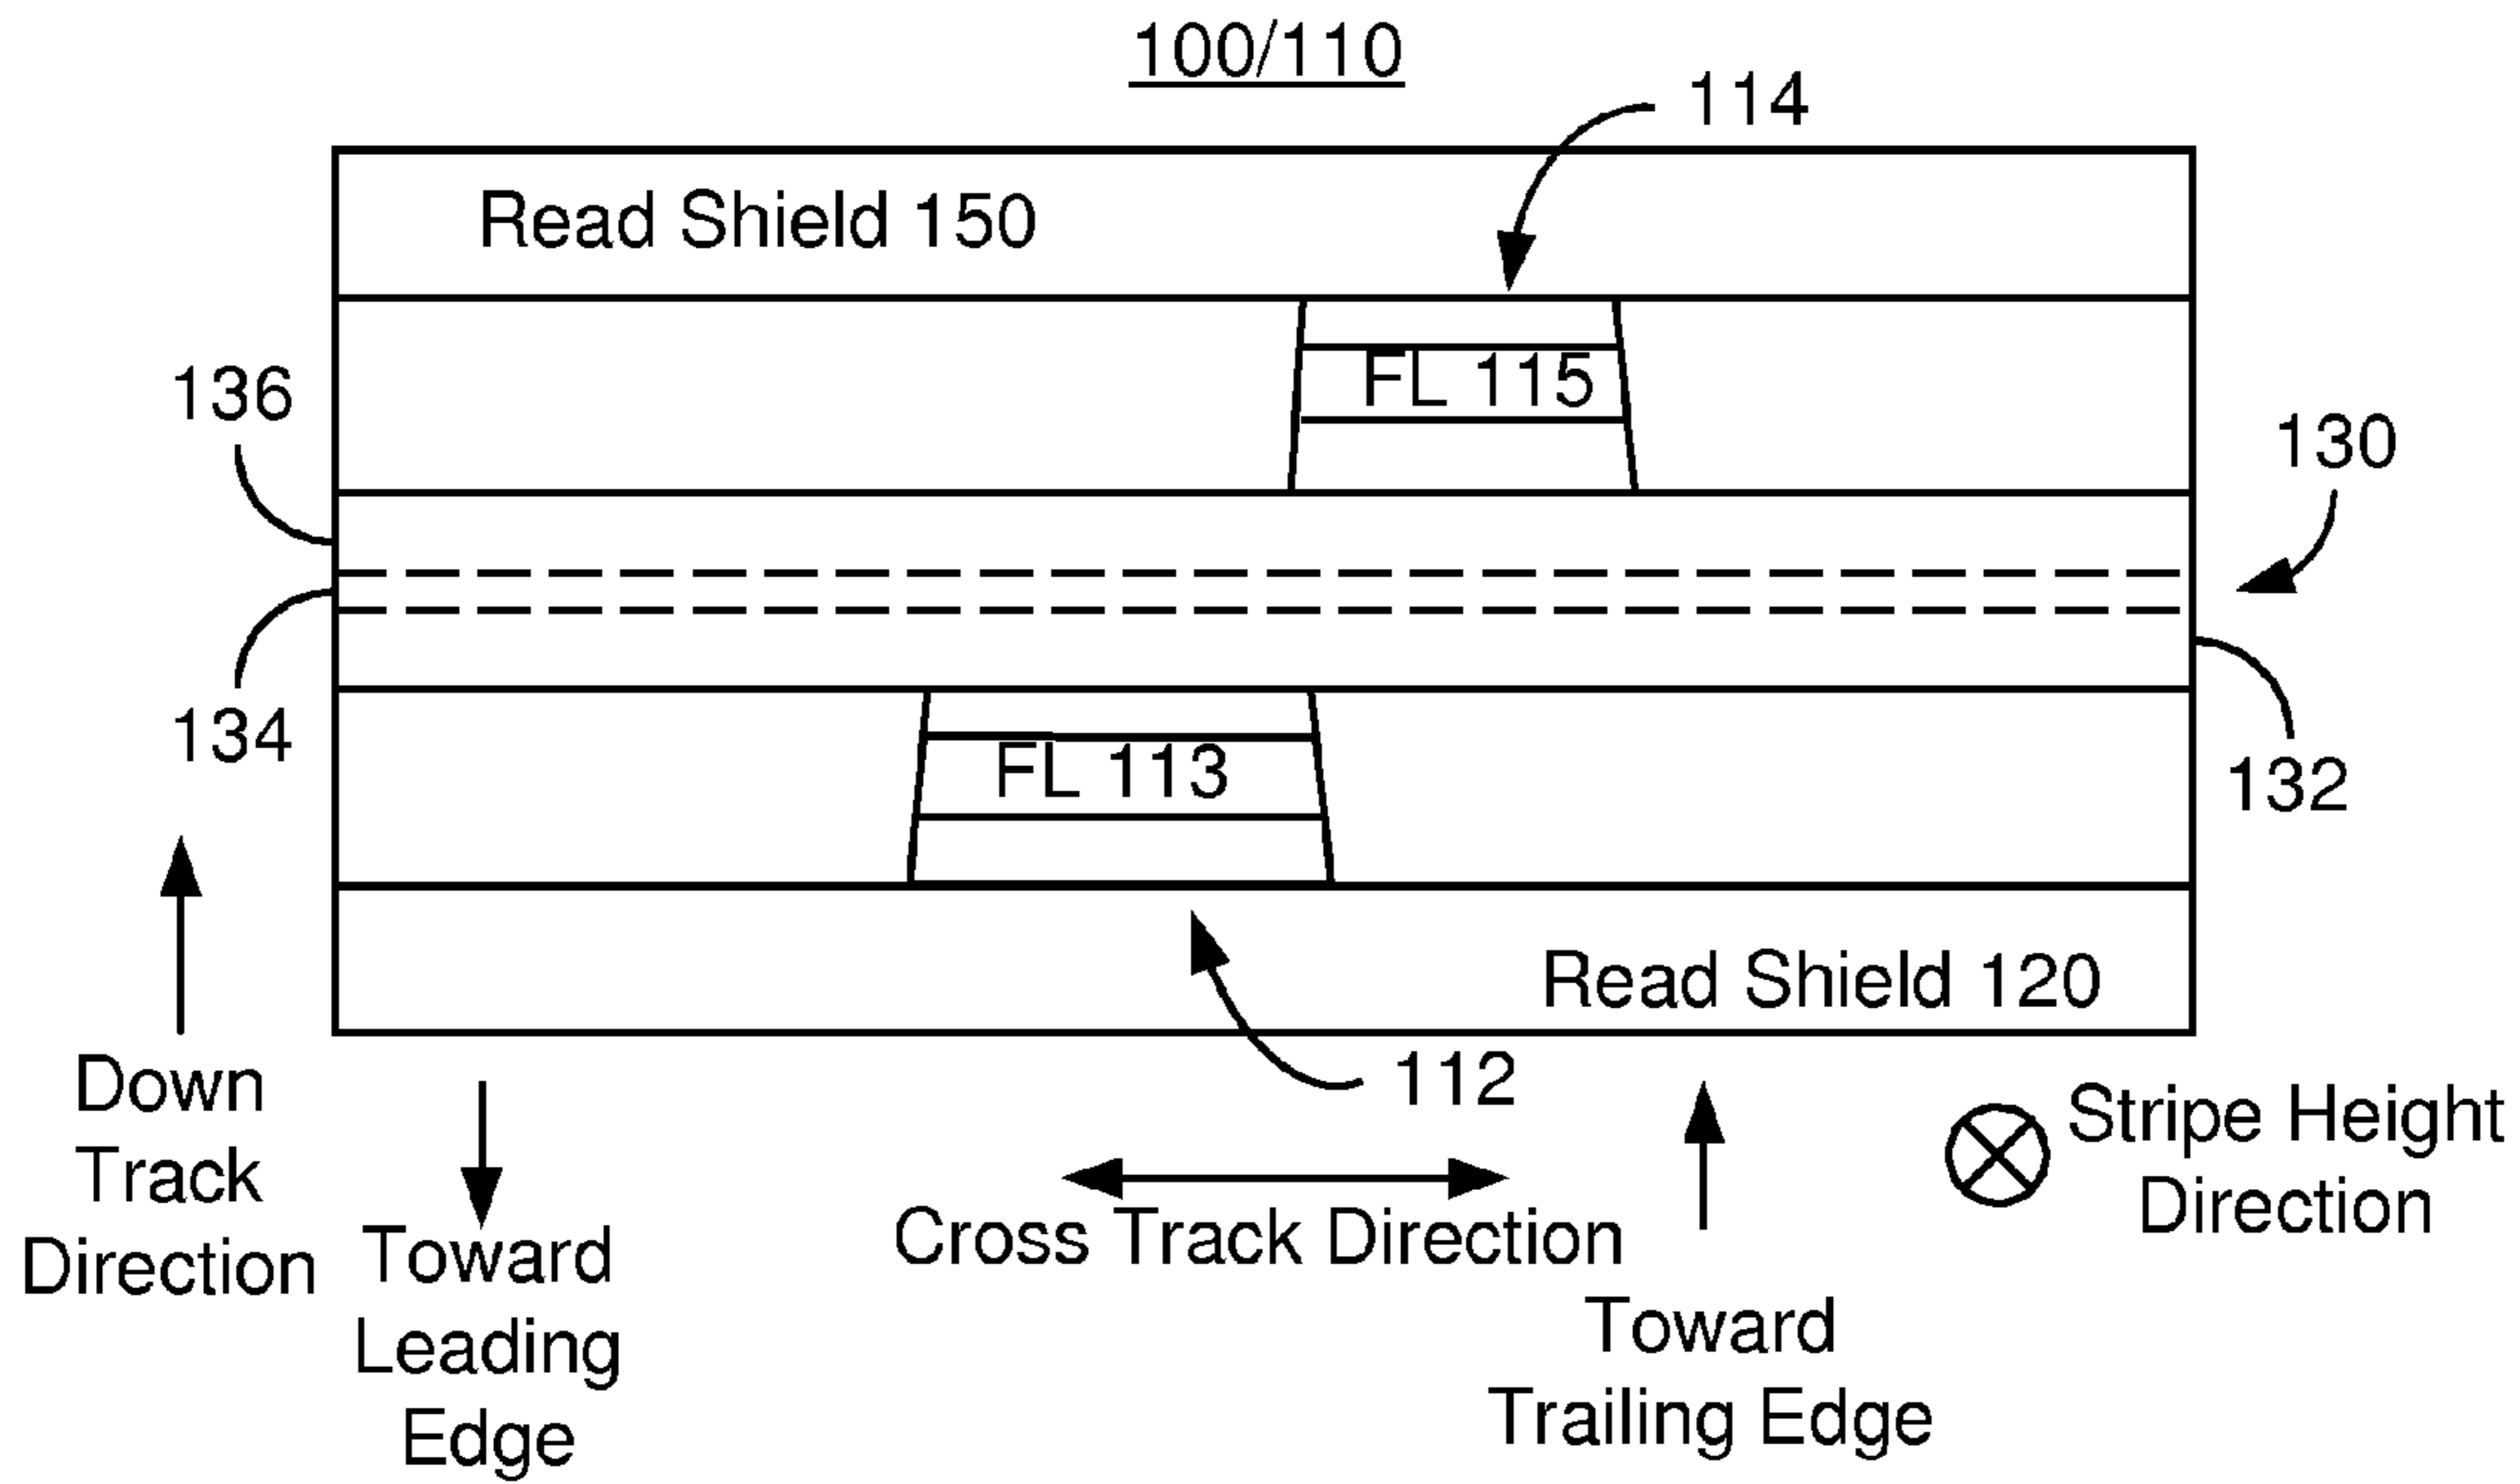 100/110
114
Read Shield 150
136
FL 115
130
134
FL 113
132
Read Shield 120
112
Down
Track
Direction
Toward
Leading
Edge
Cross Track Direction
Toward
Trailing Edge
Stripe Height
Direction